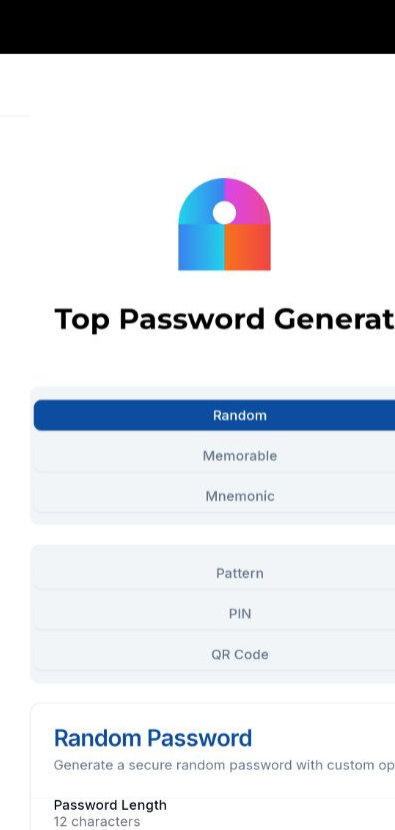 Top Password Generat
Random
Memorable
Mnemonic
Pattern
PIN
QR Code
Random Password
Generate a secure random password with custom op
Password Length
12 characters